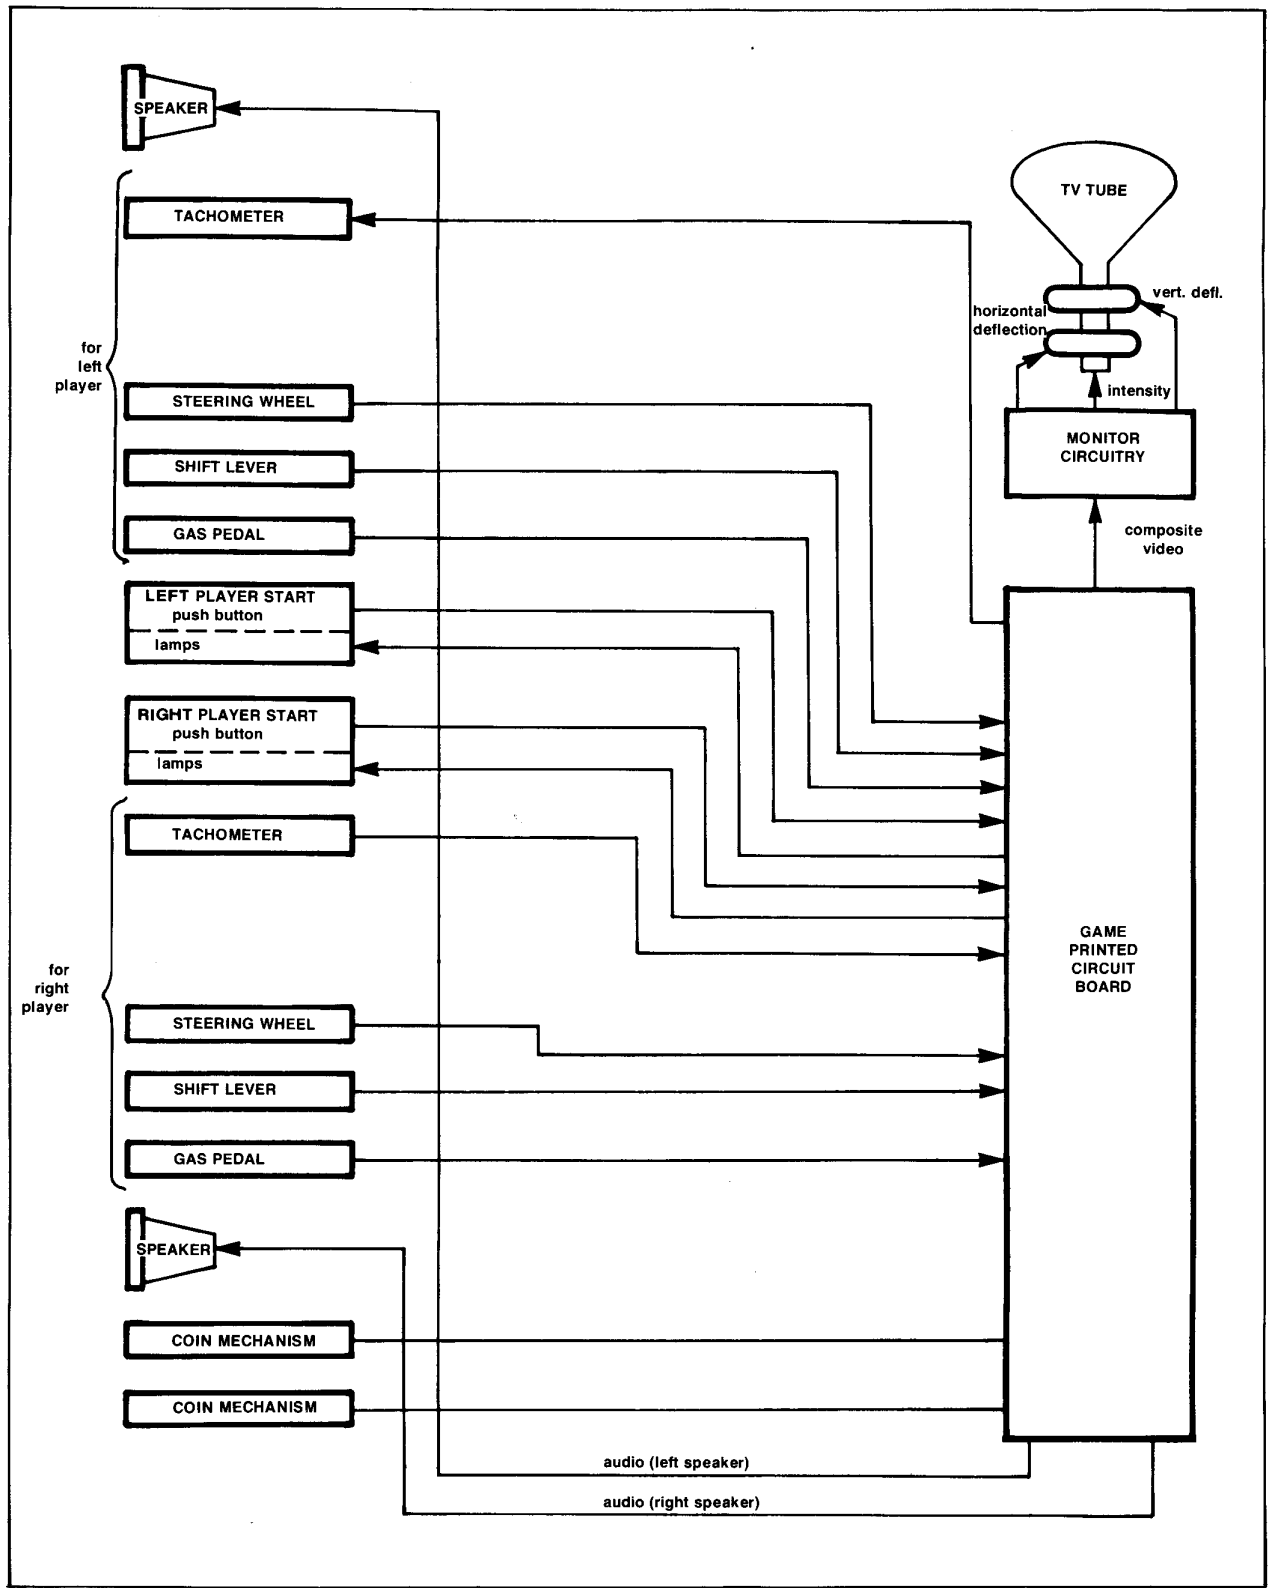 SPEAKER
TACHOMETER
TV TUBE
vert. defl.
horizontal
deflection
intensity
for
left
player
STEERING WHEEL
MONITOR
CIRCUITRY
SHIFT LEVER
GAS PEDAL
composite
video
LEFT PLAYER START
push button
lamps
RIGHT PLAYER START
push button
lamps
TACHOMETER
GAME
PRINTED
CIRCUIT
BOARD
for
right
player
STEERING WHEEL
SHIFT LEVER
GAS PEDAL
SPEAKER
COIN MECHANISM
COIN MECHANISM
audio (left speaker)
audio (right speaker)